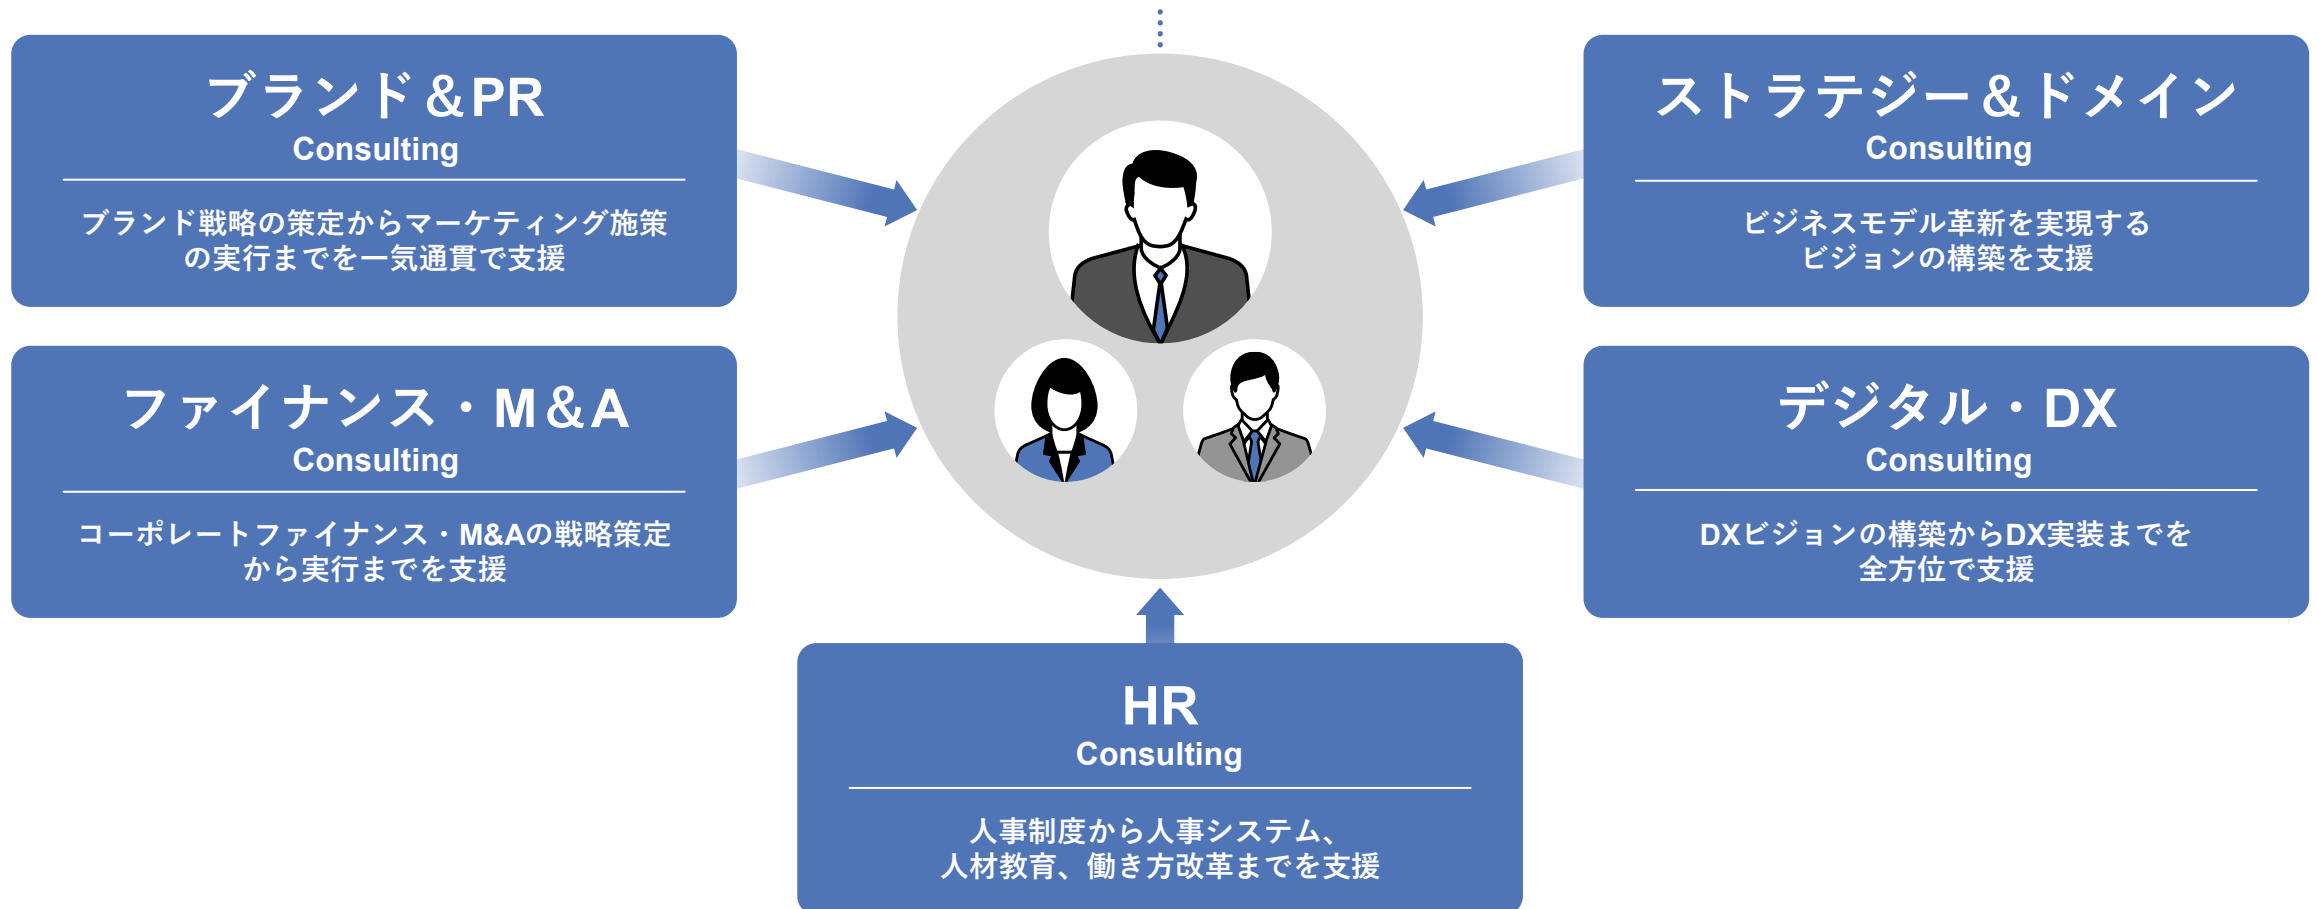 ブランド＆PR
Consulting
ブランド戦略の策定からマーケティング施策
の実行までを一気通貫で支援
ストラテジー＆ドメイン
Consulting
ビジネスモデル革新を実現する
ビジョンの構築を支援
ファイナンス・M＆A
Consulting
コーポレートファイナンス・M&Aの戦略策定
から実行までを支援
デジタル・DX
Consulting
DXビジョンの構築からDX実装までを
全方位で支援
HR
Consulting
人事制度から人事システム、
人材教育、働き方改革までを支援